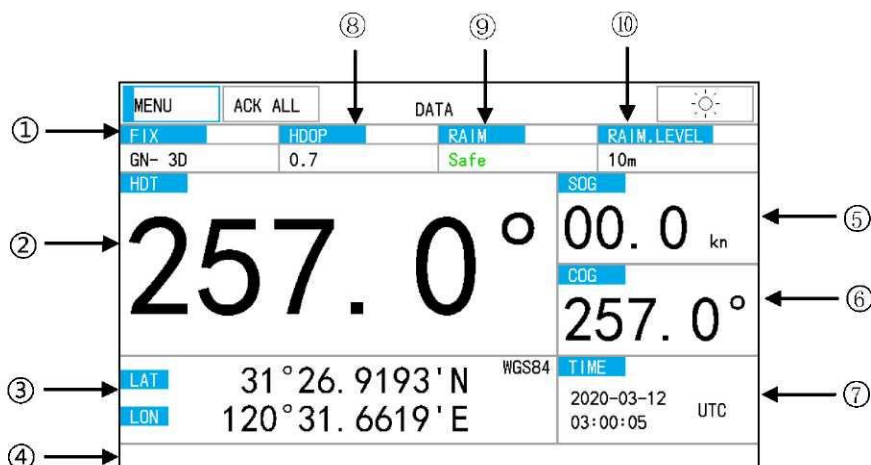 ⑧ ⑨ ⑩
MENU ACK ALL DATA
①
FIX HDOP RAIM RAIM.LEVEL
GN- 3D 0.7 Safe 10m
HDT SOG
② 257.0° 00.0 kn ⑤
COG
257.0° ⑥
WGS84 TIME
③ LAT 31°26.9193'N
2020-03-12 UTC ⑦
LON 120°31.6619'E 03:00:05
④